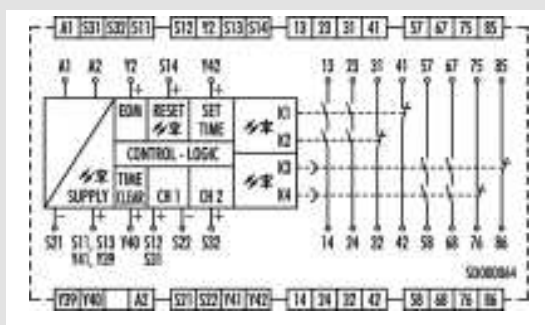 A1 S31 S32 S11 S12 Y2 S13 S14 13 23 31 41 57 67 75 85
A1 A2 Y2 S14 Y42 13 23 31 41 57 67 75 85
EDM RESET SET TIME K1
K2
CONTROL - LOGIC
SUPPLY TIME CLEAR CH 1 CH 2 K3
K4
S21 S11, S13 Y41, Y39 Y40 S12 S31 S22 S32 14 24 32 42 58 68 76 86
Y39 Y40 A2 S21 S22 Y41 Y42 14 24 32 42 58 68 76 86